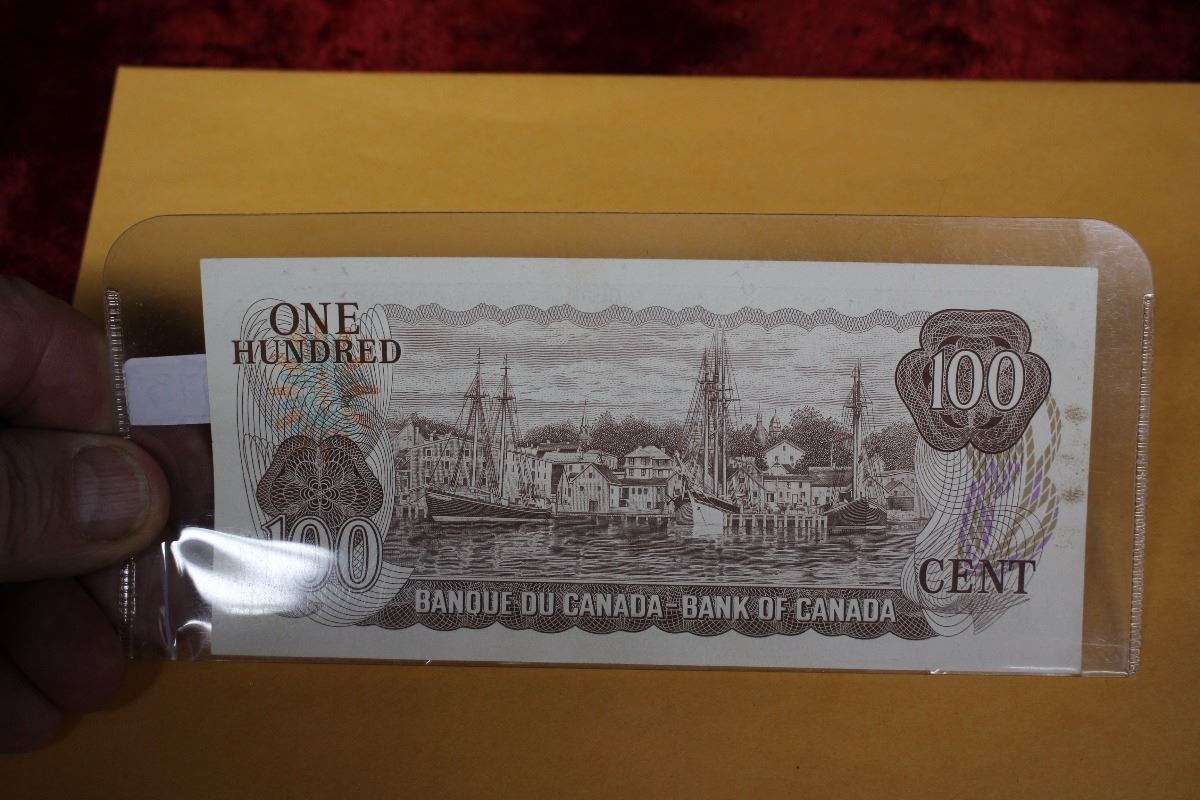 ONE
HUNDRED
100
100
CENT
BANQUE DU CANADA-BANK OF CANADA